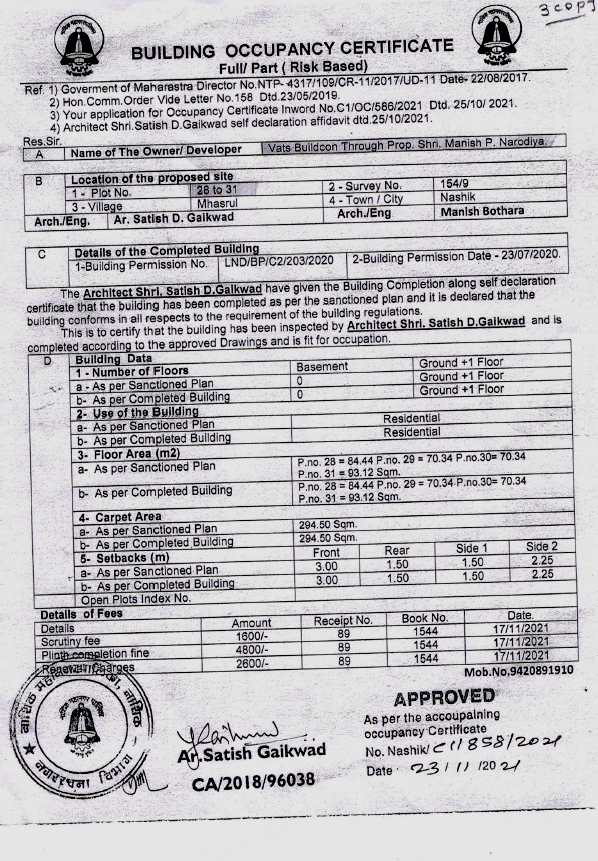 3 copy
BUILDING OCCUPANCY CERTIFICATE
Full/ Part ( Risk Based)
Ref. 1) Goverment of Maharastra Director No.NTP- 4317/109/CR-11/2017/UD-11 Date- 22/08/2017.
2) Hon.Comm.Order Vide Letter No.158 Dtd.23/05/2019.
3) Your application for Occupancy Certificate Inword No.C1/OC/586/2021 Dtd. 25/10/ 2021.
4) Architect Shri.Satish D.Gaikwad self declaration affidavit dtd.25/10/2021.
Res.Sir.
A Name of The Owner/ Developer Vats Buildcon Through Prop. Shri. Manish P. Narodiya.
B Location of the proposed site
1 - Plot No. 28 to 31 2 - Survey No. 154/9
3 - Village Mhasrul 4 - Town / City Nashik
Arch./Eng. Ar. Satish D. Gaikwad Arch./Eng Manish Bothara
C Details of the Completed Building
1-Building Permission No. LND/BP/C2/203/2020 2-Building Permission Date - 23/07/2020.
The Architect Shri. Satish D.Gaikwad have given the Building Completion along self declaration
certificate that the building has been completed as per the sanctioned plan and it is declared that the
building conforms in all respects to the requirement of the building regulations.
This is to certify that the building has been inspected by Architect Shri. Satish D.Gaikwad and is
completed according to the approved Drawings and is fit for occupation.
D Building Data
1 - Number of Floors Basement Ground +1 Floor
a - As per Sanctioned Plan 0 Ground +1 Floor
b- As per Completed Building 0 Ground +1 Floor
2- Use of the Building
a- As per Sanctioned Plan Residential
b- As per Completed Building Residential
3- Floor Area (m2)
a- As per Sanctioned Plan P.no. 28 = 84.44 P.no. 29 = 70.34 P.no.30= 70.34
P.no. 31 = 93.12 Sqm.
b- As per Completed Building P.no. 28 = 84.44 P.no. 29 = 70.34 P.no.30= 70.34
P.no. 31 = 93.12 Sqm.
4- Carpet Area
a- As per Sanctioned Plan 294.50 Sqm.
b- As per Completed Building 294.50 Sqm.
5- Setbacks (m) Front Rear Side 1 Side 2
a- As per Sanctioned Plan 3.00 1.50 1.50 2.25
b- As per Completed Building 3.00 1.50 1.50 2.25
Open Plots Index No.
Details of Fees
Details Amount Receipt No. Book No. Date
Scrutiny fee 1600/- 89 1544 17/11/2021
Plinth completion fine 4800/- 89 1544 17/11/2021
Renewal Charges 2600/- 89 1544 17/11/2021
Mob.No.9420891910
नगररचना विभाग
Ar.Satish Gaikwad
CA/2018/96038
APPROVED
As per the accoupalning
occupancy Certificate
No. Nashik/ C1/858/2021
Date - 23/11/2021